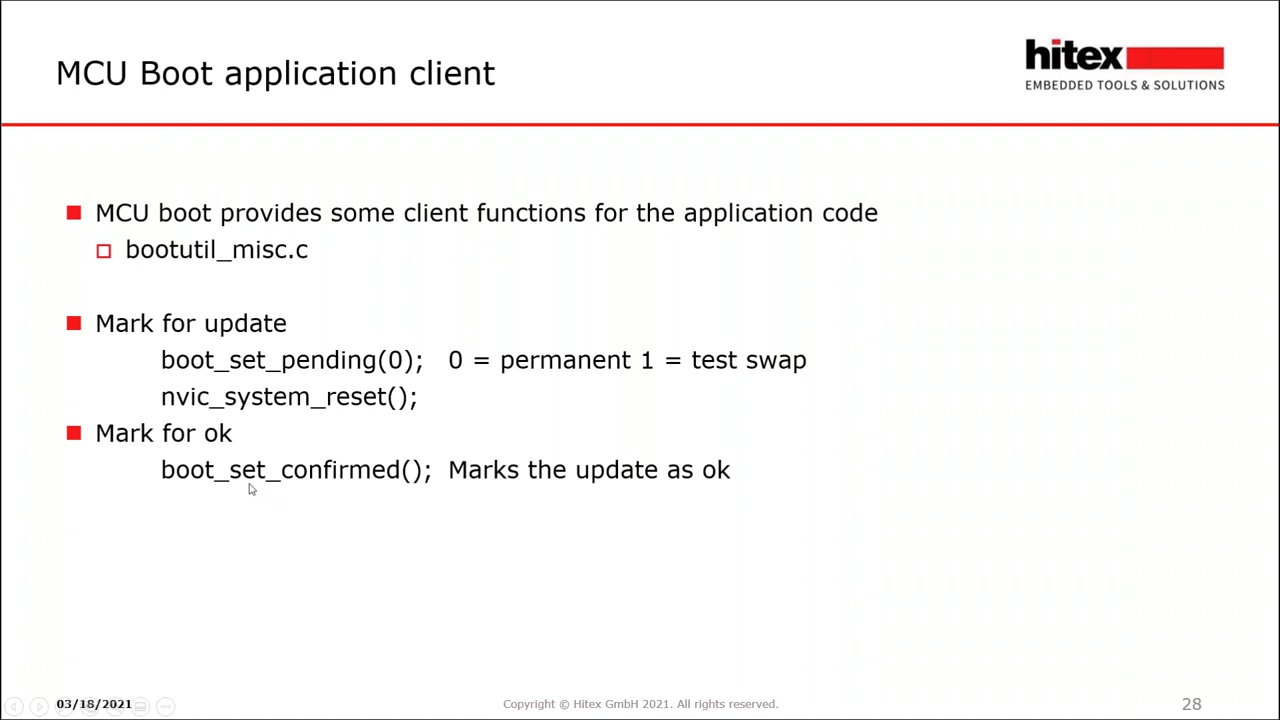 MCU Boot application client
hitex
EMBEDDED TOOLS & SOLUTIONS
MCU boot provides some client functions for the application code
bootutil_misc.c
Mark for update
boot_set_pending(0); 0 = permanent 1 = test swap
nvic_system_reset();
Mark for ok
boot_set_confirmed(); Marks the update as ok
03/18/2021
Copyright © Hitex GmbH 2021. All rights reserved.
28